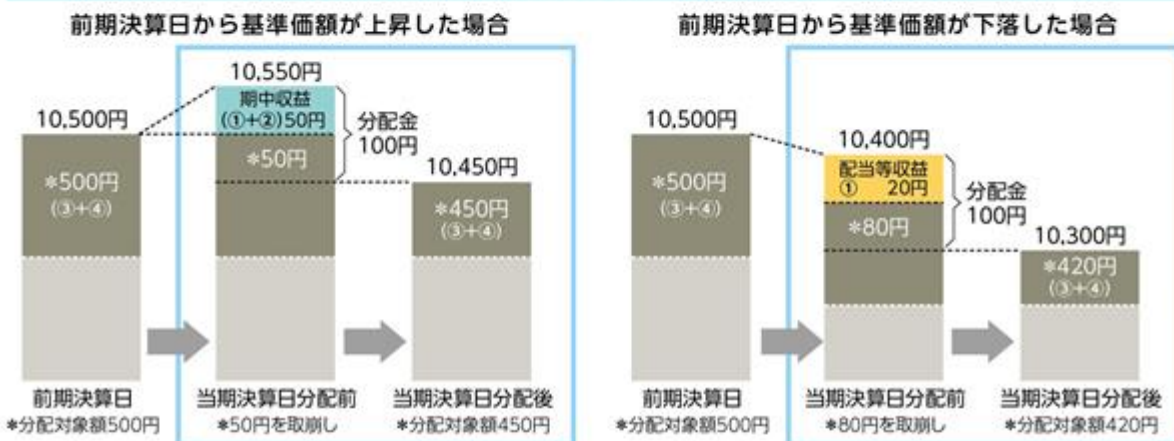 前期決算日から基準価額が上昇した場合
10,550円
期中収益
(①+②)50円
10,500円
分配金
100円
*50円
10,450円
*500円
(③+④)
*450円
(③+④)
前期決算日
当期決算日分配前
当期決算日分配後
*分配対象額500円
*50円を取崩し
*分配対象額450円
前期決算日から基準価額が下落した場合
10,500円
10,400円
配当等収益
① 20円
分配金
100円
*500円
(③+④)
*80円
10,300円
*420円
(③+④)
前期決算日
当期決算日分配前
当期決算日分配後
*分配対象額500円
*80円を取崩し
*分配対象額420円